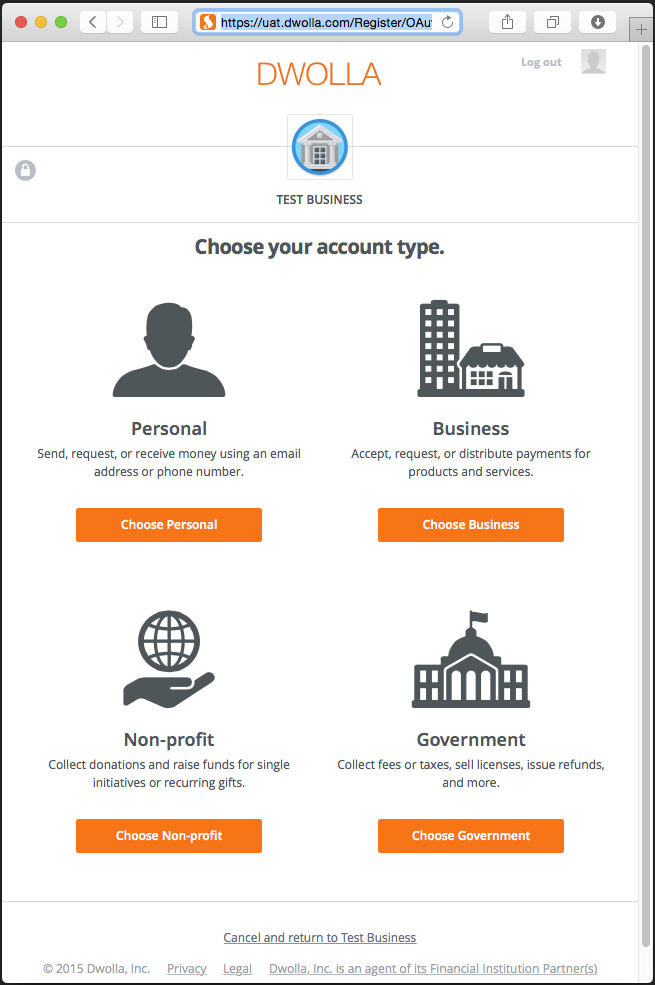 https://uat.dwolla.com/Register/OAu
DWOLLA
Log out
TEST BUSINESS
Choose your account type.
Personal
Send, request, or receive money using an email
address or phone number.
Choose Personal
Business
Accept, request, or distribute payments for
products and services.
Choose Business
Non-profit
Collect donations and raise funds for single
initiatives or recurring gifts.
Choose Non-profit
Government
Collect fees or taxes, sell licenses, issue refunds,
and more.
Choose Government
Cancel and return to Test Business
© 2015 Dwolla, Inc. Privacy Legal Dwolla, Inc. is an agent of its Financial Institution Partner(s)